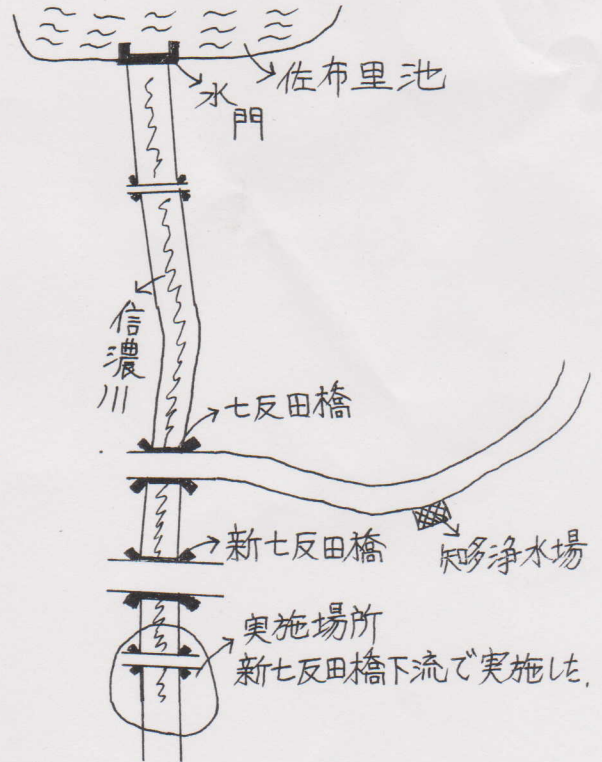 佐布里池
水門
信濃川
七反田橋
新七反田橋
知多浄水場
実施場所
新七反田橋下流で実施した.